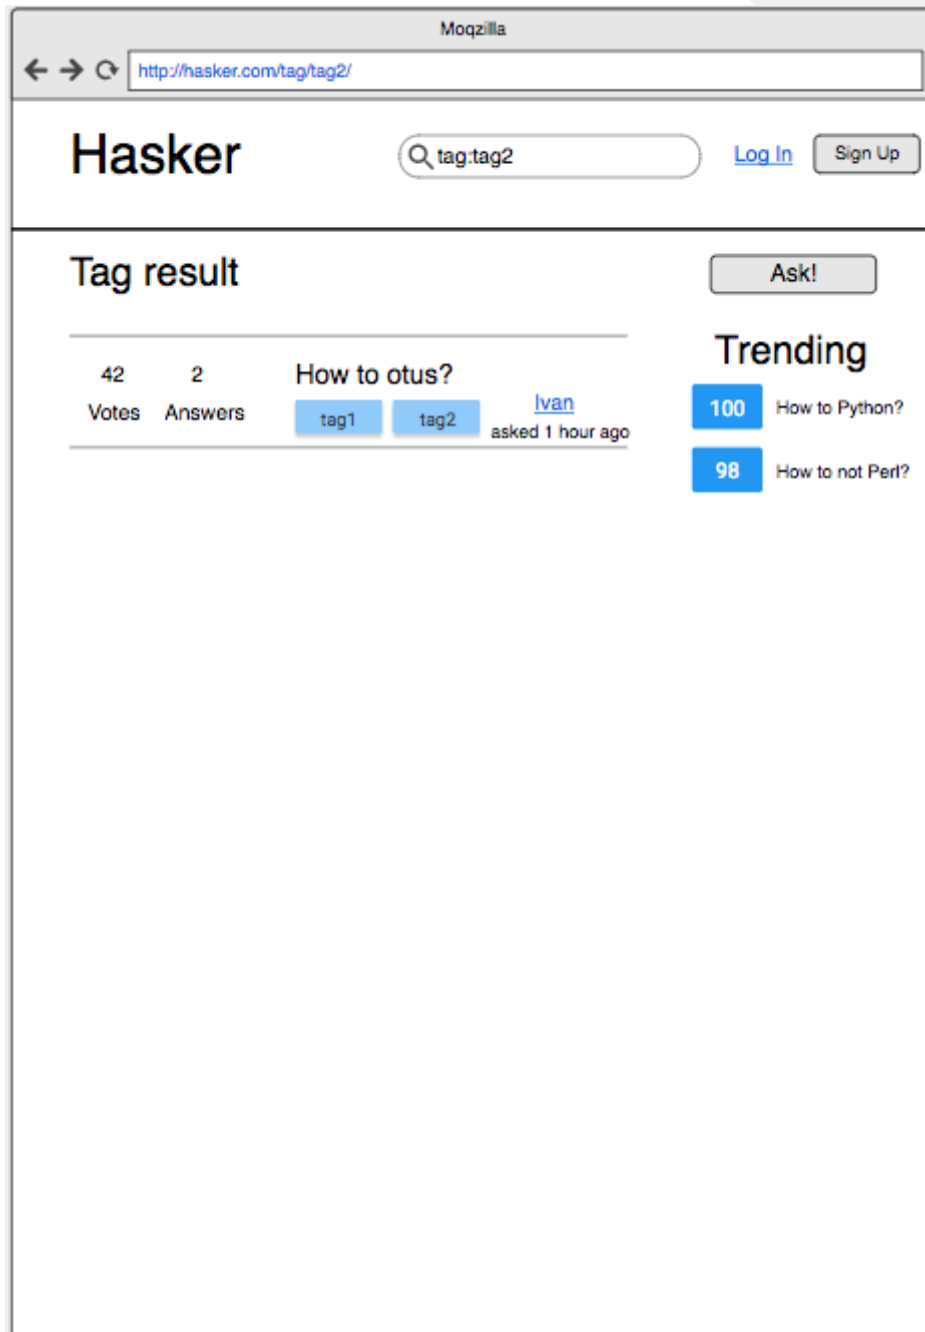 Moqzilla
http://hasker.com/tag/tag2/
Hasker
tag:tag2
Log In
Sign Up
Tag result
Ask!
42 2 How to otus?
Votes Answers tag1 tag2 Ivan
asked 1 hour ago
Trending
100 How to Python?
98 How to not Perl?